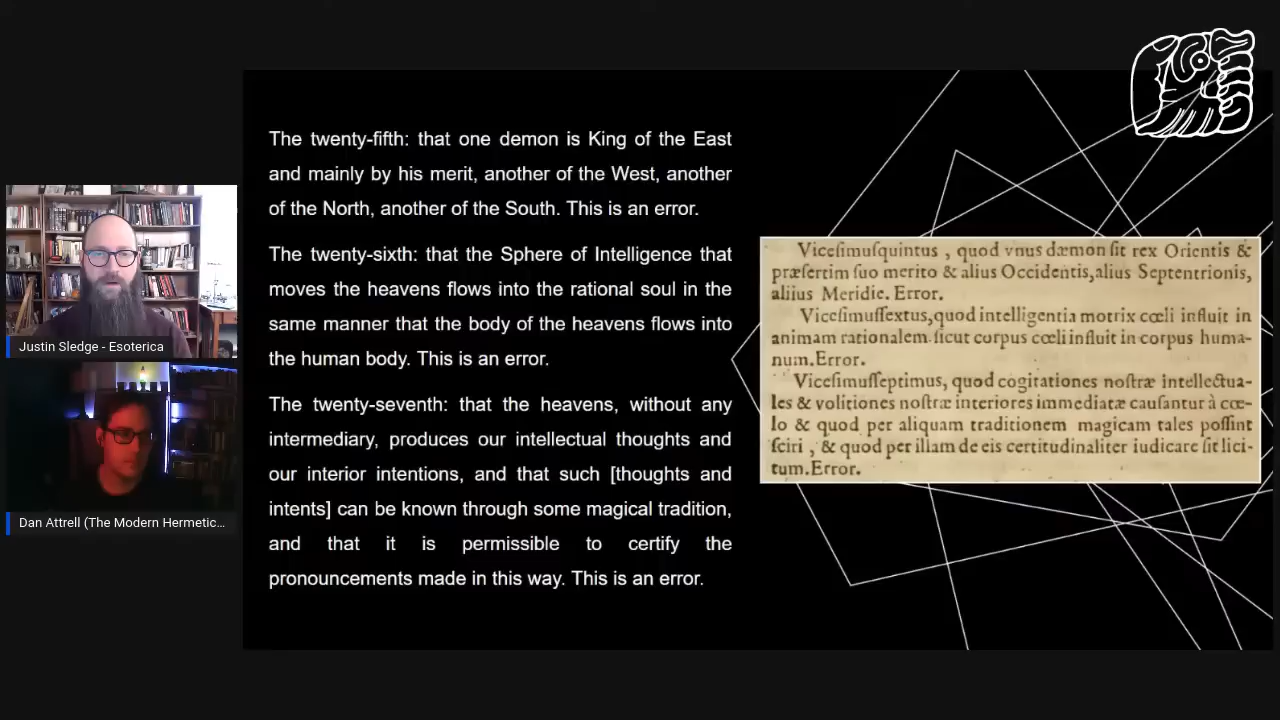 The twenty-fifth: that one demon is King of the East
and mainly by his merit, another of the West, another
of the North, another of the South. This is an error.
The twenty-sixth: that the Sphere of Intelligence that
moves the heavens flows into the rational soul in the
same manner that the body of the heavens flows into
the human body. This is an error.
The twenty-seventh: that the heavens, without any
intermediary, produces our intellectual thoughts and
our interior intentions, and that such [thoughts and
intents] can be known through some magical tradition,
and that it is permissible to certify the
pronouncements made in this way. This is an error.
Viceſimuſquintus , quod vnus dæmon ſit rex Orientis &
præſertim ſuo merito & alius Occidentis,alius Septentrionis,
aliius Meridie. Error.
Viceſimuſſextus,quod intelligentia motrix cœli influit in
animam rationalem ſicut corpus cœli influit in corpus huma-
num.Error.
Viceſimuſſeptimus, quod cogitationes noſtræ intellectua-
les & volitiones noſtræ interiores immediatæ cauſantur à cœ-
lo & quod per aliquam traditionem magicam tales poſſint
ſciri , & quod per illam de eis certitudinaliter iudicare ſit lici-
tum.Error.
Justin Sledge - Esoterica
Dan Attrell (The Modern Hermetic...